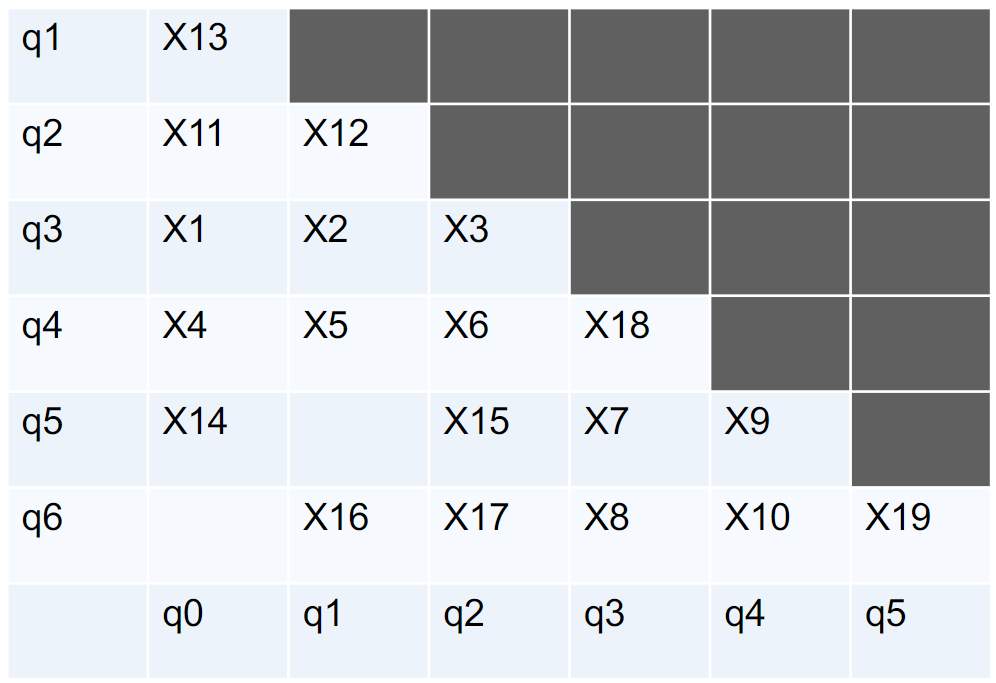 q1 X13
q2 X11 X12
q3 X1 X2 X3
q4 X4 X5 X6 X18
q5 X14 X15 X7 X9
q6 X16 X17 X8 X10 X19
q0 q1 q2 q3 q4 q5